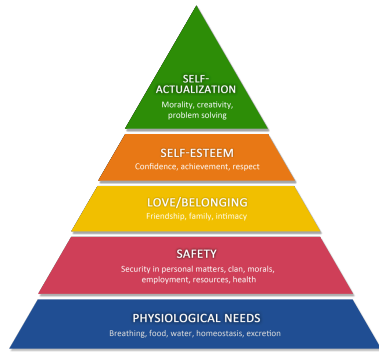 SELF-
ACTUALIZATION
Morality, creativity,
problem solving
SELF-ESTEEM
Confidence, achievement, respect
LOVE/BELONGING
Friendship, family, intimacy
SAFETY
Security in personal matters, clan, morals,
employment, resources, health
PHYSIOLOGICAL NEEDS
Breathing, food, water, homeostasis, excretion